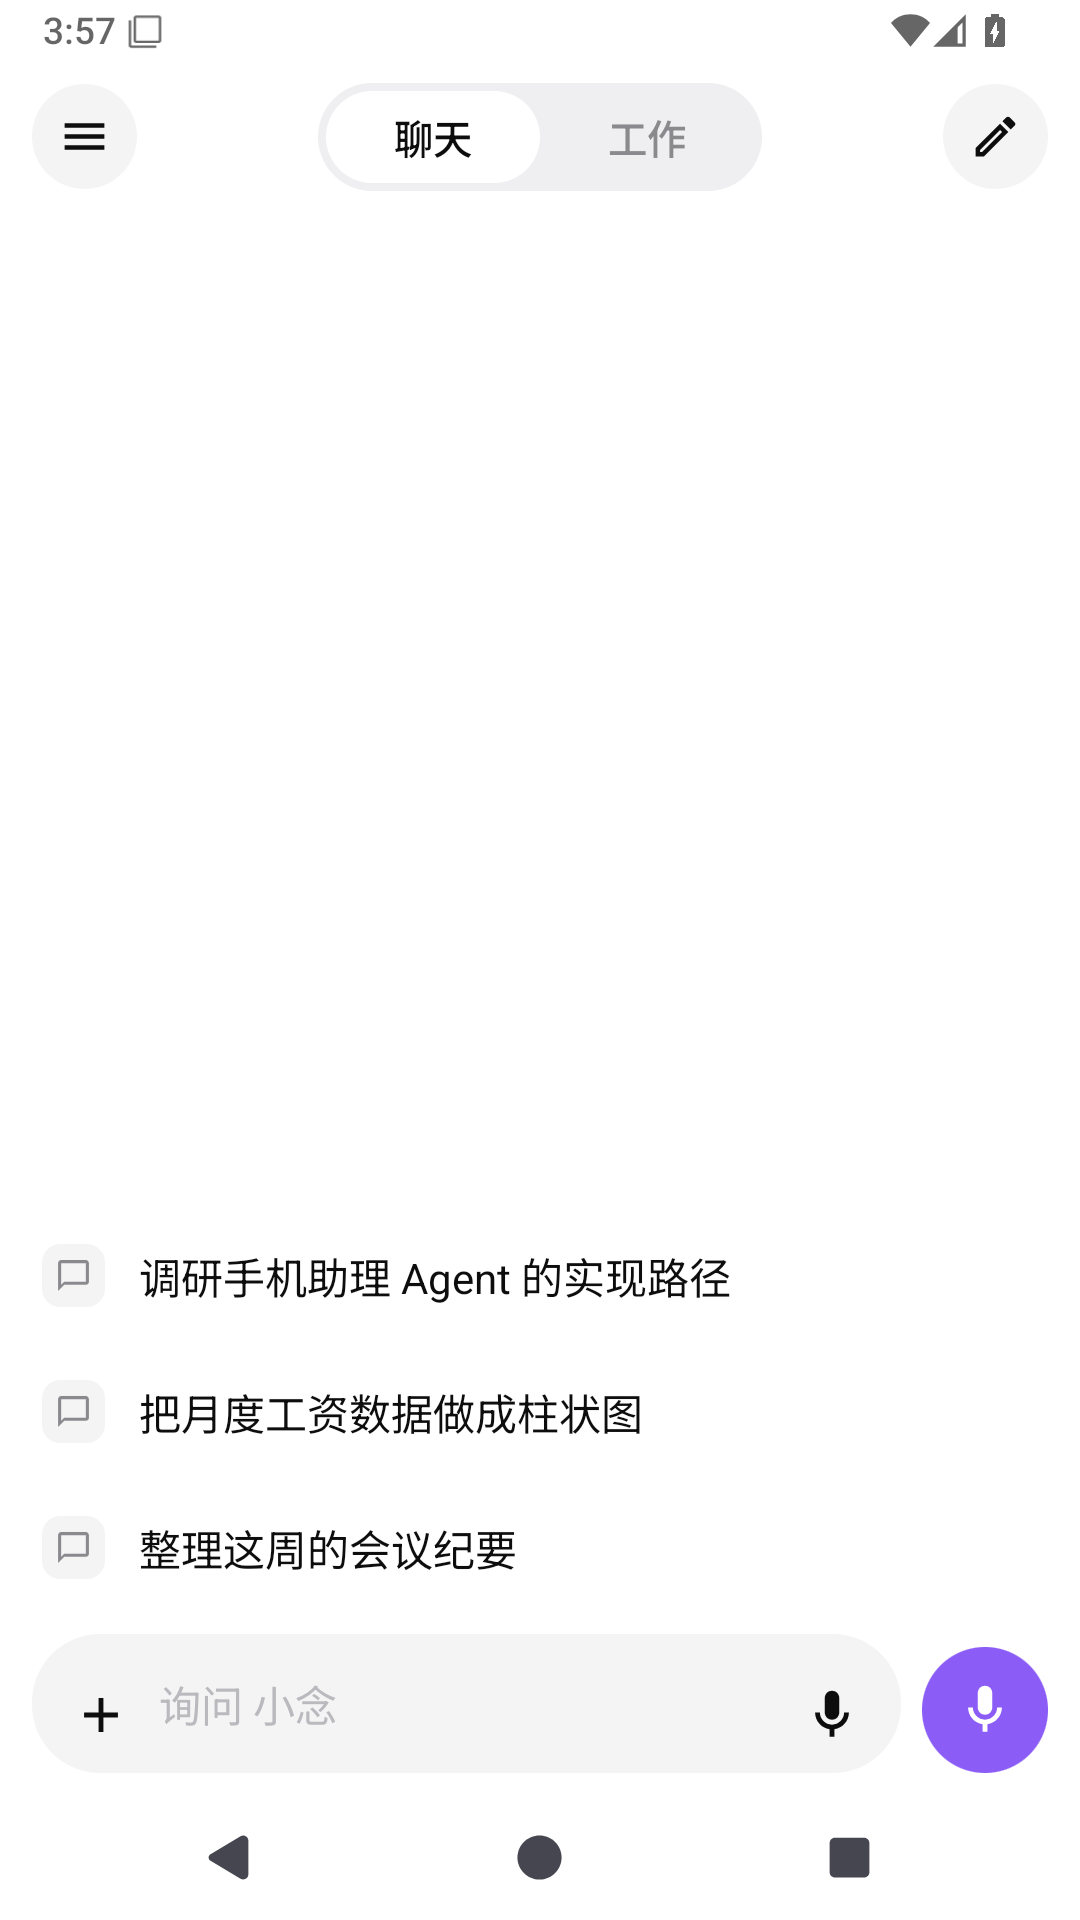 3:57
聊天
工作
调研手机助理 Agent 的实现路径
把月度工资数据做成柱状图
整理这周的会议纪要
询问 小念